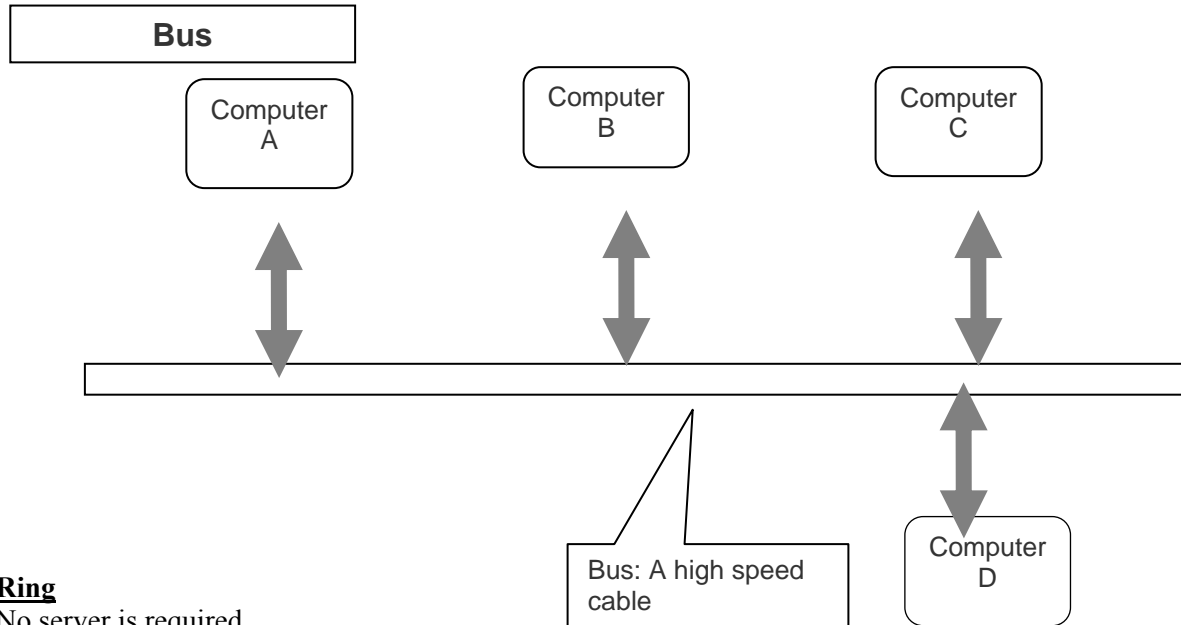 Bus
Computer
A
Computer
B
Computer
C
Bus: A high speed
cable
Computer
D
Ring
No server is required